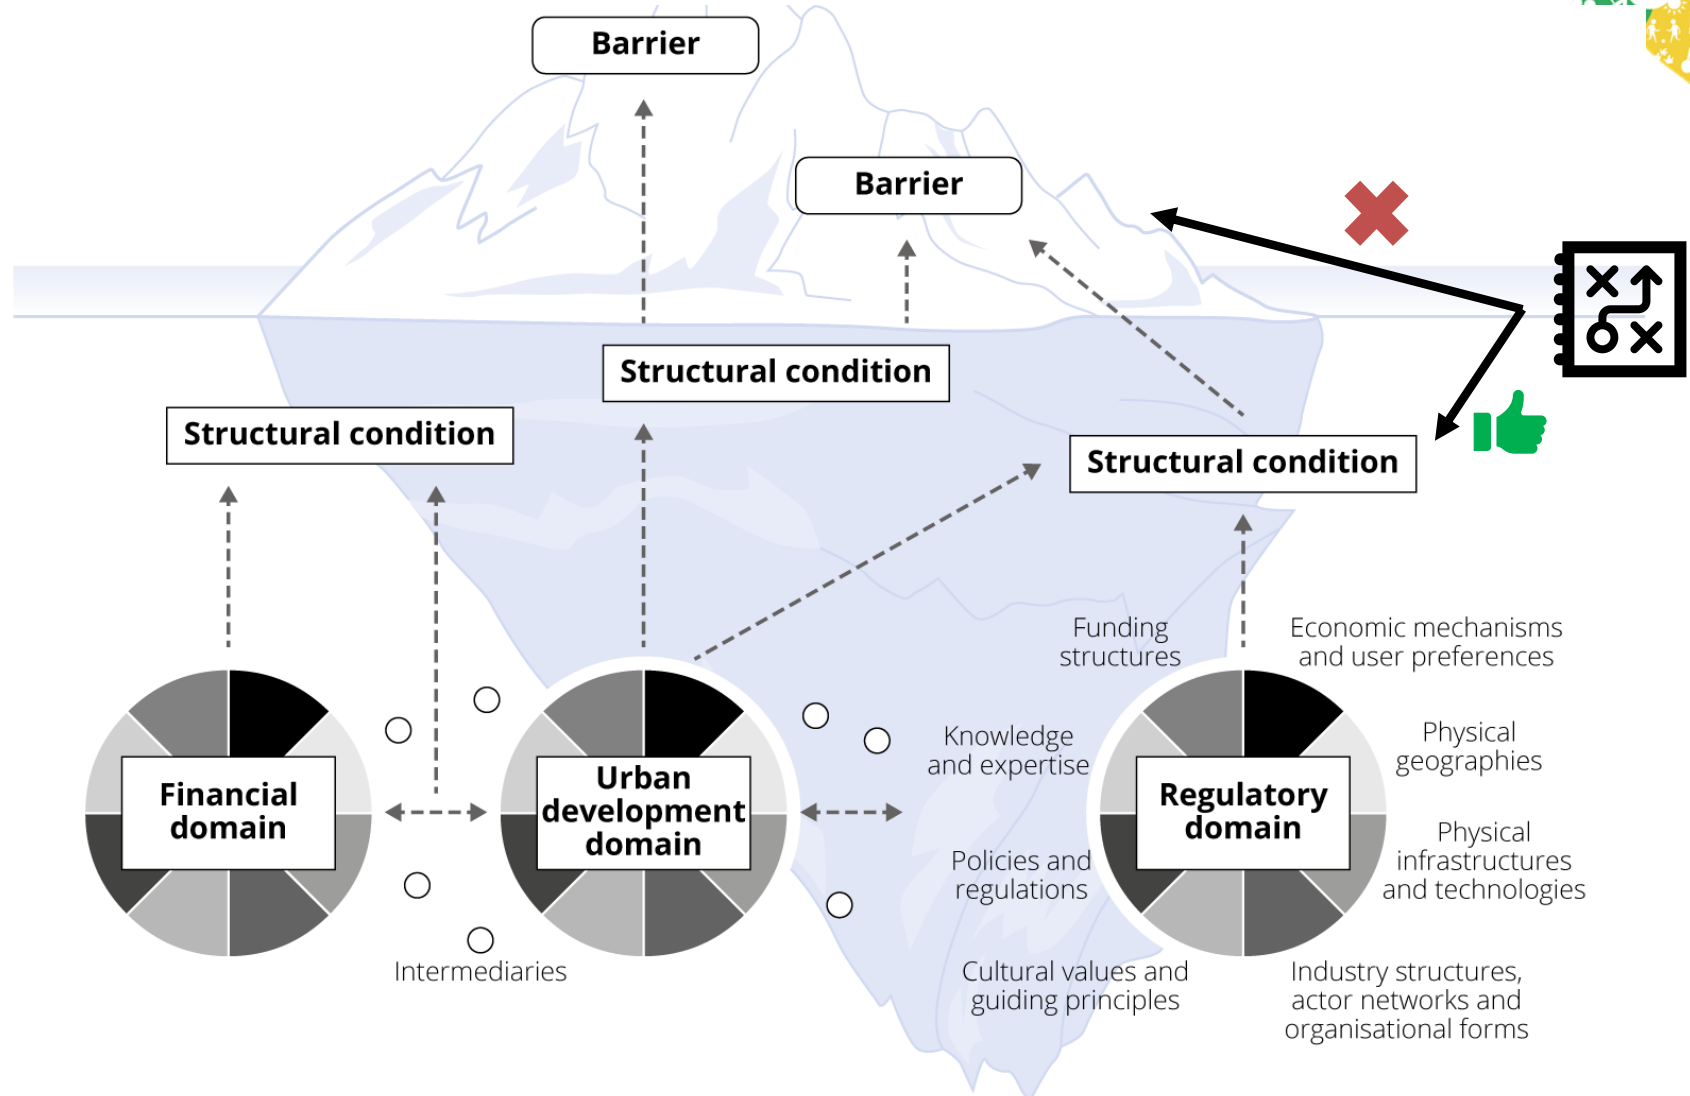 Barrier
Barrier
Structural condition
Structural condition
Structural condition
Funding
structures
Economic mechanisms
and user preferences
Knowledge
and expertise
Physical
geographies
Financial
domain
Urban
development
domain
Regulatory
domain
Policies and
regulations
Physical
infrastructures
and technologies
Intermediaries
Cultural values and
guiding principles
Industry structures,
actor networks and
organisational forms